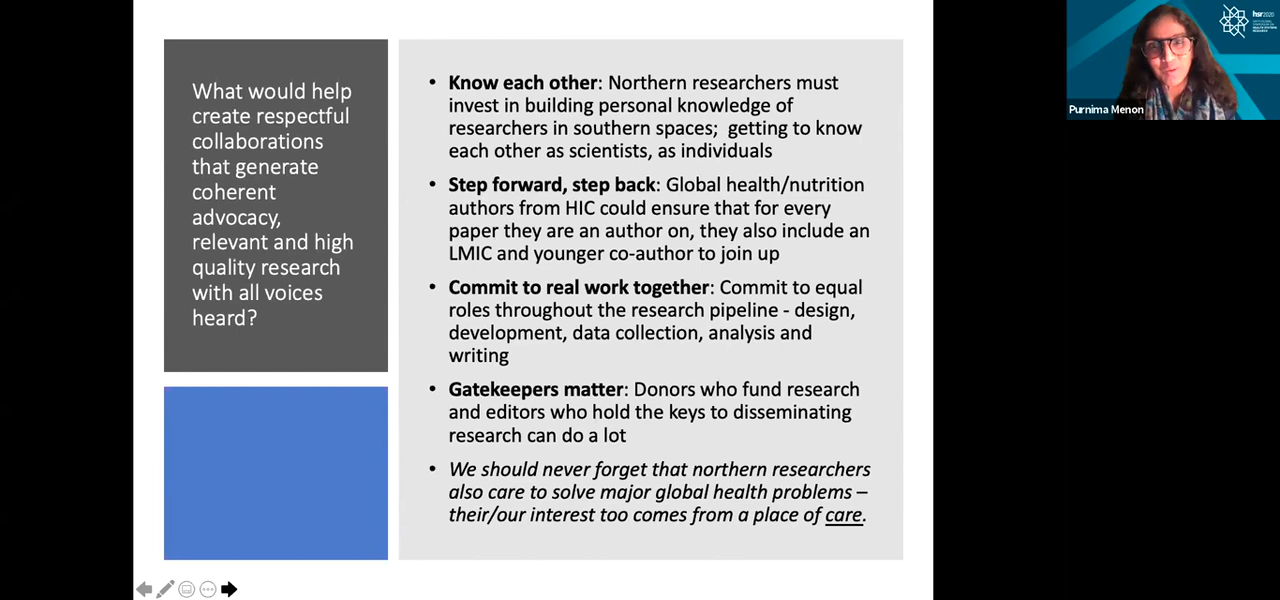 What would help
create respectful
collaborations
that generate
coherent
advocacy,
relevant and high
quality research
with all voices
heard?
• Know each other: Northern researchers must
invest in building personal knowledge of
researchers in southern spaces; getting to know
each other as scientists, as individuals
• Step forward, step back: Global health/nutrition
authors from HIC could ensure that for every
paper they are an author on, they also include an
LMIC and younger co-author to join up
• Commit to real work together: Commit to equal
roles throughout the research pipeline - design,
development, data collection, analysis and
writing
• Gatekeepers matter: Donors who fund research
and editors who hold the keys to disseminating
research can do a lot
• We should never forget that northern researchers
also care to solve major global health problems –
their/our interest too comes from a place of care.
hsr2020
Purnima Menon